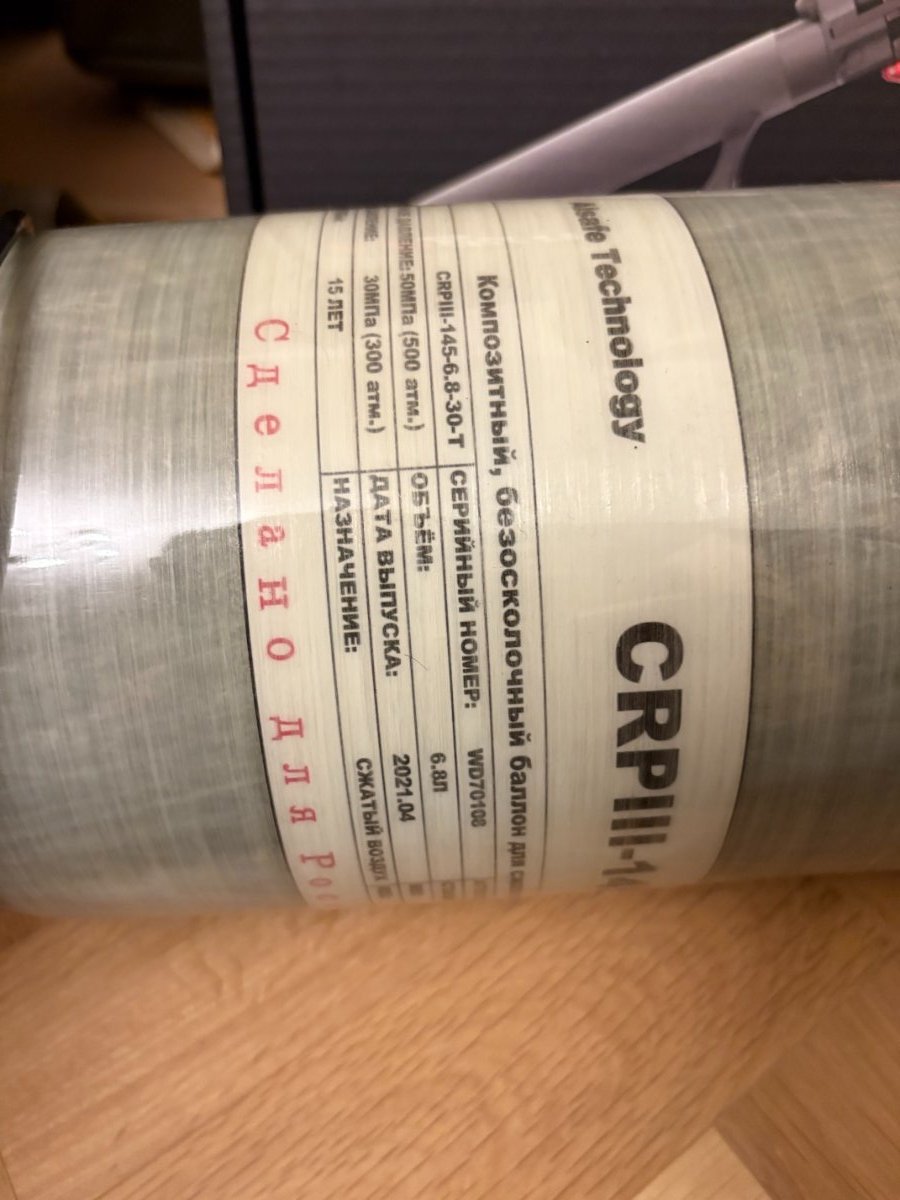 Alsafe Technology CRPIII-14
Композитный, безосколочный баллон для
CRPIII-145-6.8-30-T СЕРИЙНЫЙ НОМЕР: WD70108
ДАВЛЕНИЕ: 50МПа (500 атм.) ОБЪЁМ: 6.8Л
30МПа (300 атм.) ДАТА ВЫПУСКА: 2021.04
15 ЛЕТ НАЗНАЧЕНИЕ: СЖАТЫЙ ВОЗДУХ
Сделано для Рос